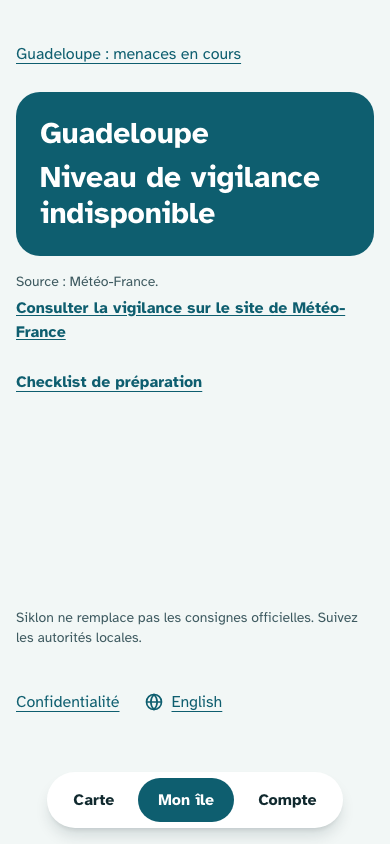 Guadeloupe : menaces en cours
Guadeloupe
Niveau de vigilance
indisponible
Source : Météo-France.
Consulter la vigilance sur le site de Météo-
France
Checklist de préparation
Siklon ne remplace pas les consignes officielles. Suivez
les autorités locales.
Confidentialité
English
Carte
Mon île
Compte